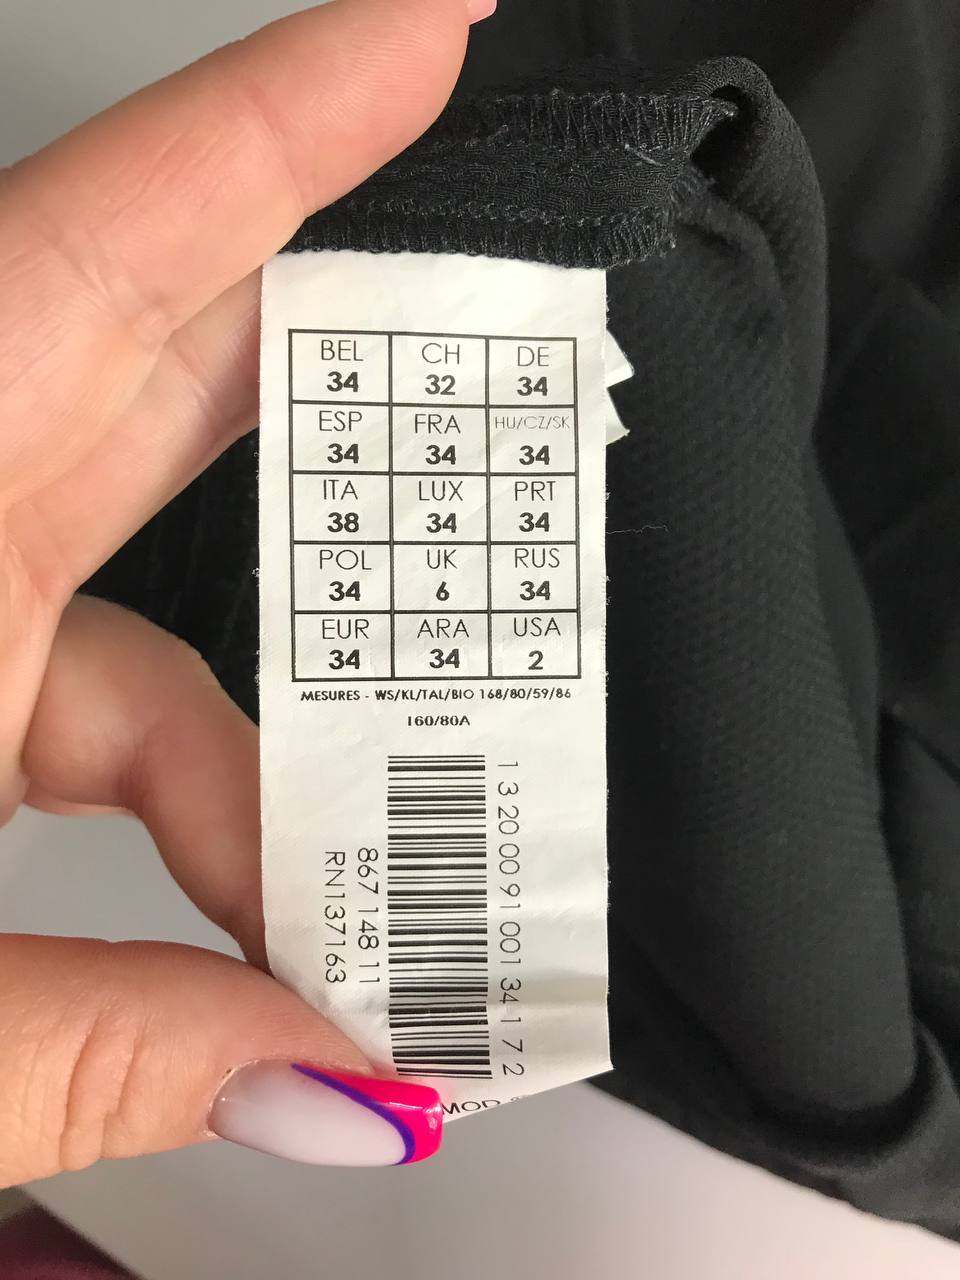 BEL CH DE
34 32 34
ESP FRA HU/CZ/SK
34 34 34
ITA LUX PRT
38 34 34
POL UK RUS
34 6 34
EUR ARA USA
34 34 2
MESURES - WS/KL/TAL/BIO 168/80/59/86
160/80A
1 3 20 00 91 001 34 1 7 2
867 148 11
RN137163
MOD